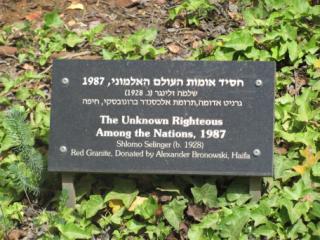 חסיד אומות העולם האלמוני, 1987
שלמה זלינגר (נ. 1928)
גרניט אדומה, תרומת אלכסנדר ברונובסקי, חיפה
The Unknown Righteous
Among the Nations, 1987
Shlomo Selinger (b. 1928)
Red Granite, Donated by Alexander Bronowski, Haifa